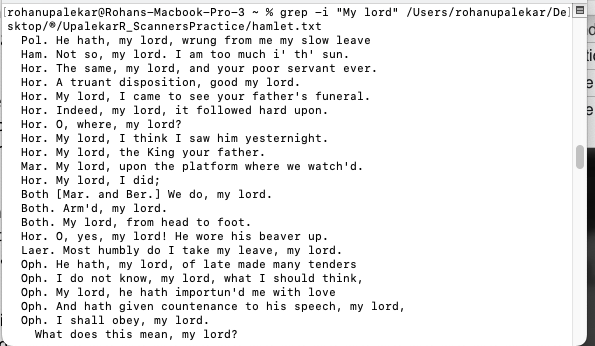 [rohanupalekar@Rohans-Macbook-Pro-3 ~ % grep -i "My lord" /Users/rohanupalekar/De]
sktop/®/UpalekarR_ScannersPractice/hamlet.txt
Pol. He hath, my lord, wrung from me my slow leave
Ham. Not so, my lord. I am too much i' th' sun.
Hor. The same, my lord, and your poor servant ever.
Hor. A truant disposition, good my lord.
Hor. My lord, I came to see your father's funeral.
Hor. Indeed, my lord, it followed hard upon.
Hor. O, where, my lord?
Hor. My lord, I think I saw him yesternight.
Hor. My lord, the King your father.
Mar. My lord, upon the platform where we watch'd.
Hor. My lord, I did;
Both [Mar. and Ber.] We do, my lord.
Both. Arm'd, my lord.
Both. My lord, from head to foot.
Hor. O, yes, my lord! He wore his beaver up.
Laer. Most humbly do I take my leave, my lord.
Oph. He hath, my lord, of late made many tenders
Oph. I do not know, my lord, what I should think,
Oph. My lord, he hath importun'd me with love
Oph. And hath given countenance to his speech, my lord,
Oph. I shall obey, my lord.
What does this mean, my lord?